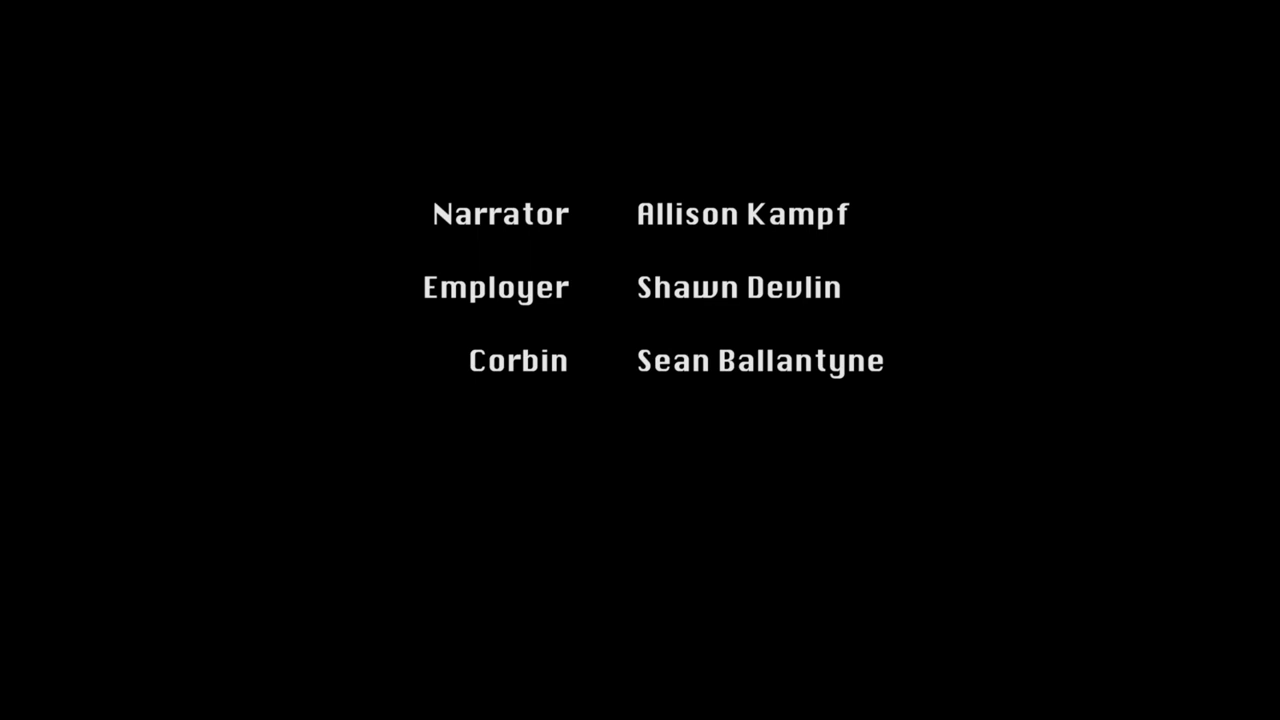 Narrator Allison Kampf
Employer Shawn Devlin
Corbin Sean Ballantyne